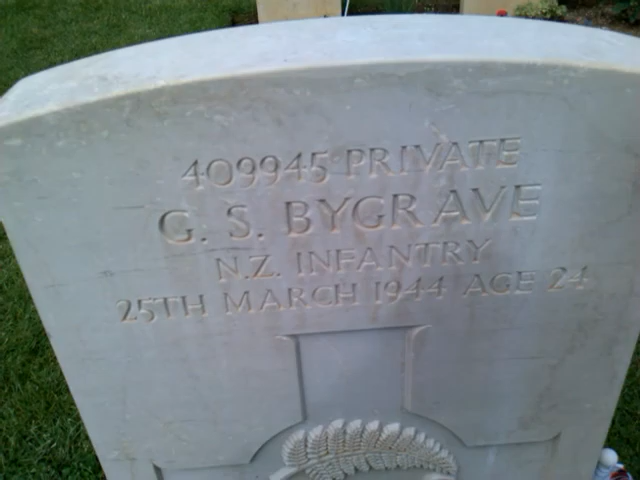 409945 PRIVATE
G. S. BYGRAVE
N.Z. INFANTRY
25TH MARCH 1944 AGE 24